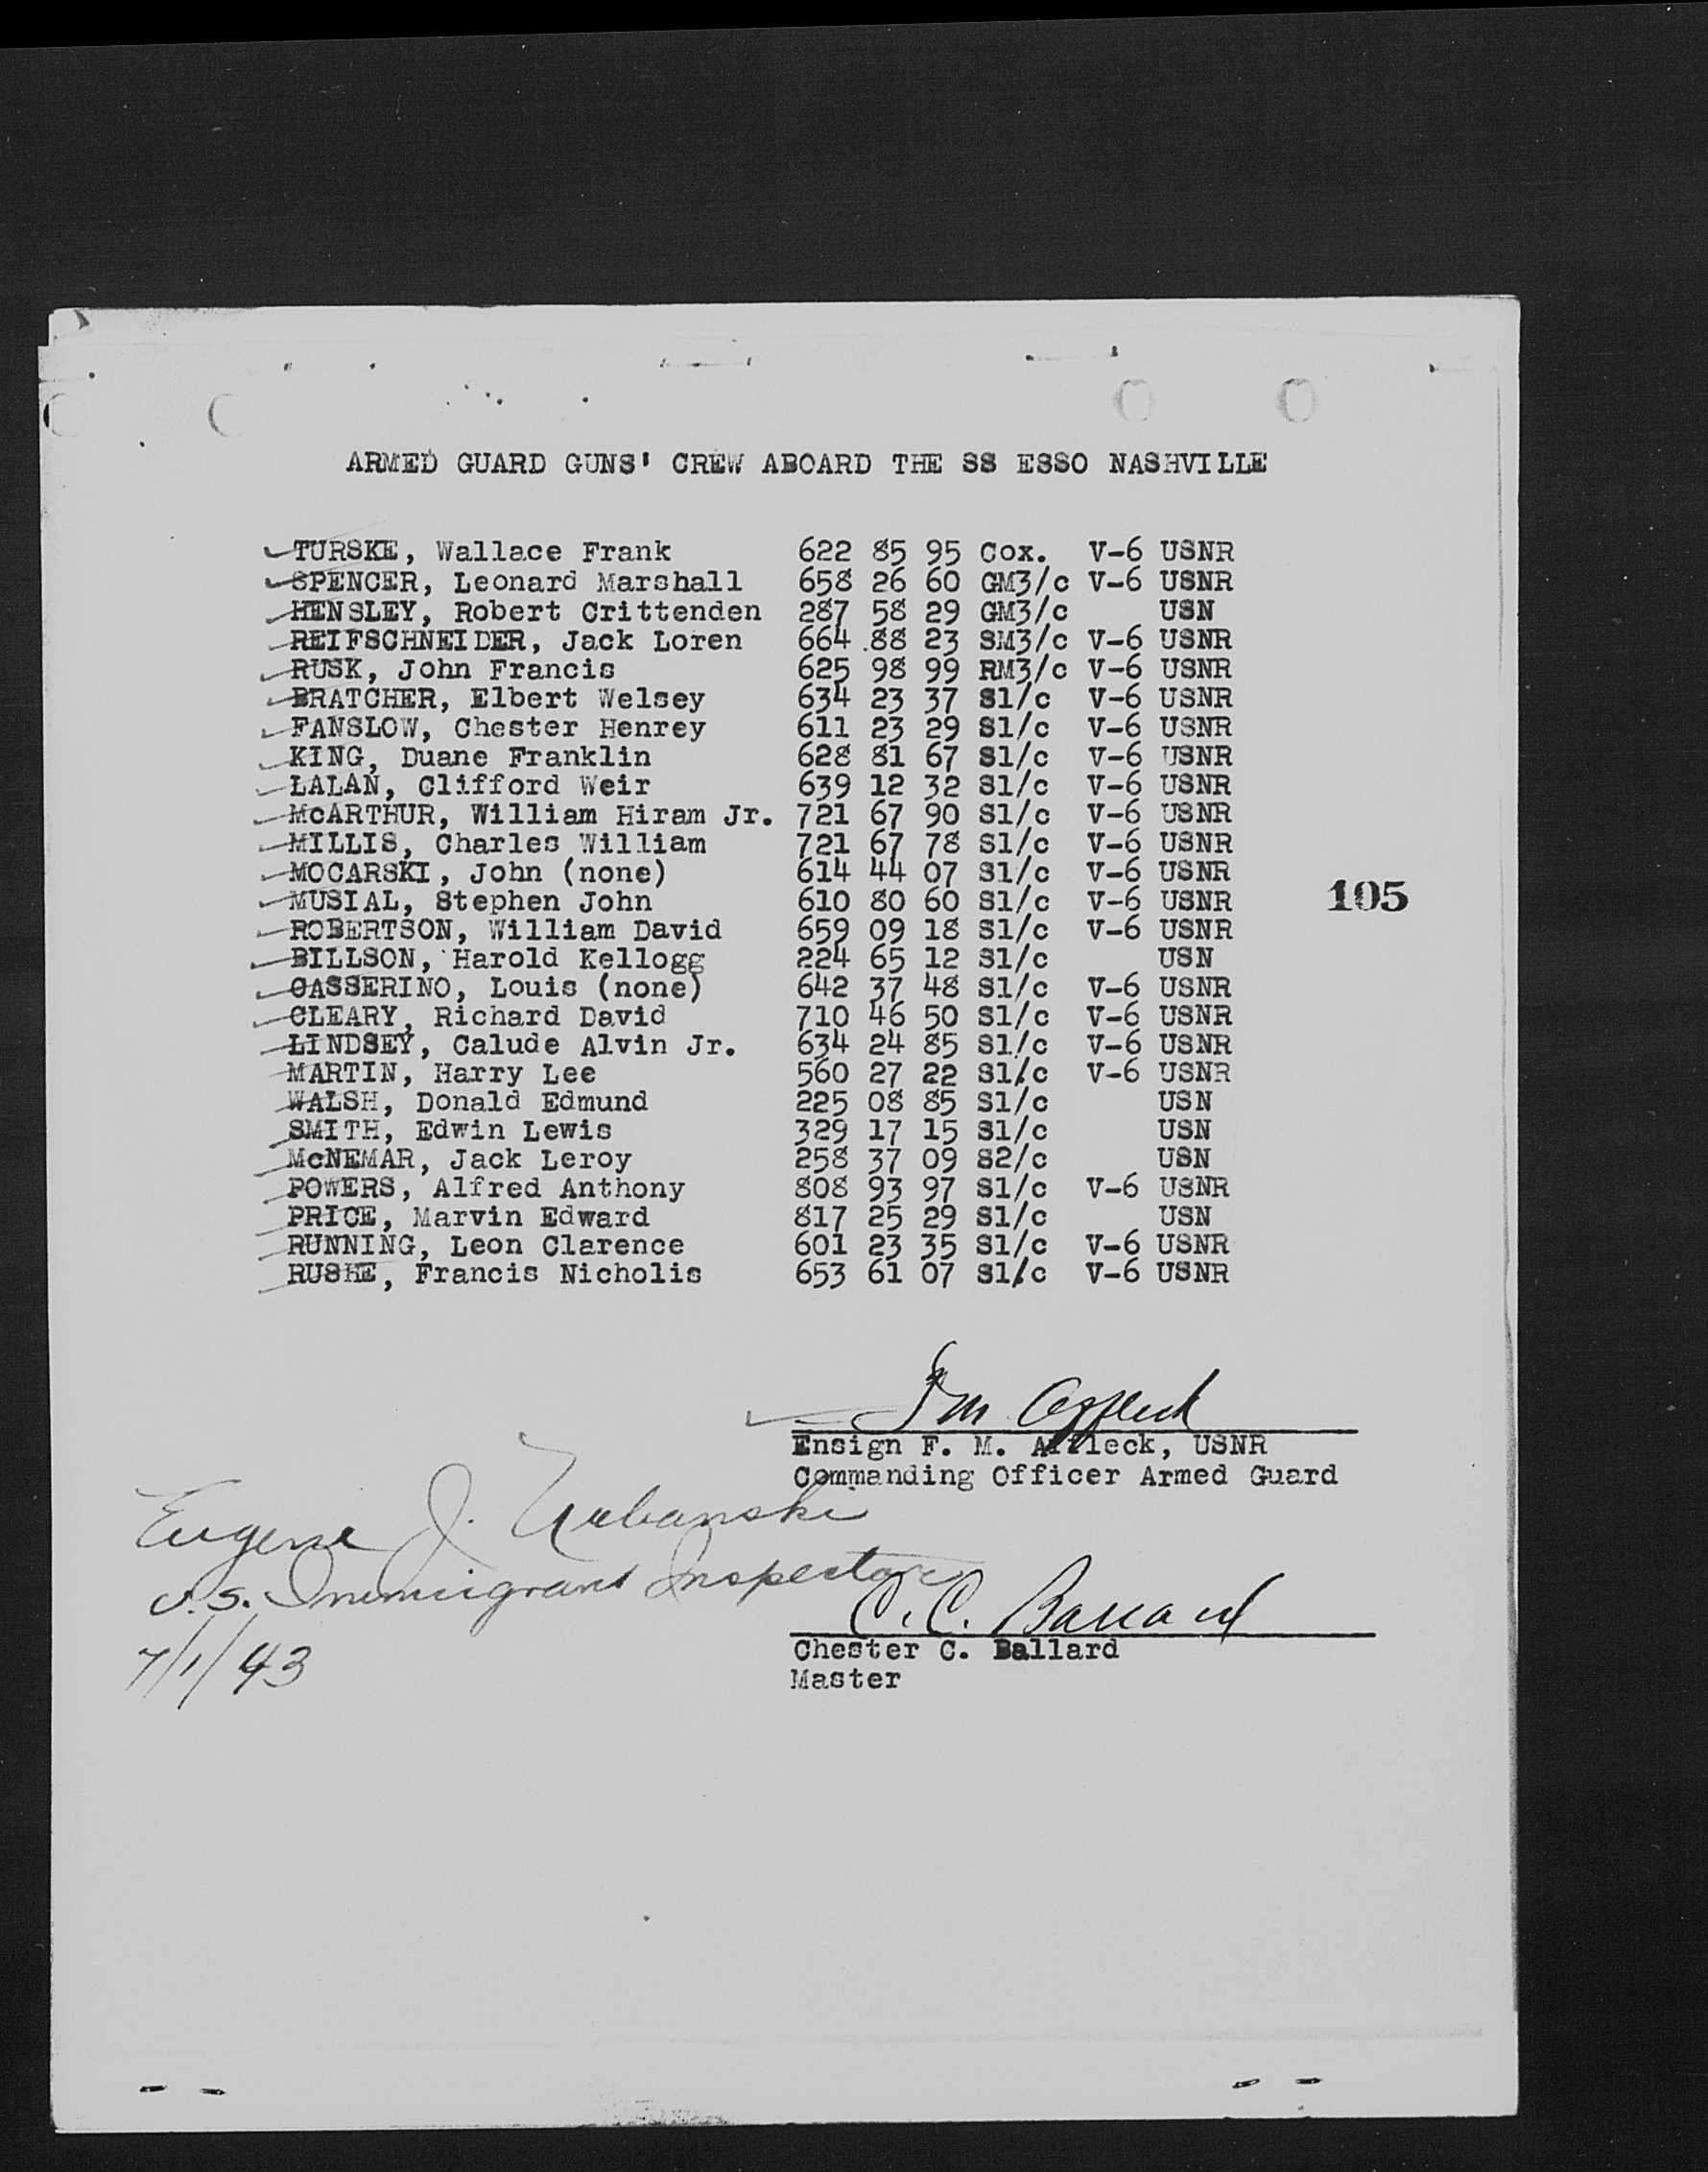 ARMED GUARD GUNS' CREW ABOARD THE SS ESSO NASHVILLE
TURSKE, Wallace Frank 622 85 95 Cox. V-6 USNR
SPENCER, Leonard Marshall 658 26 60 GM3/c V-6 USNR
HENSLEY, Robert Crittenden 287 58 29 GM3/c USN
REIFSCHNEIDER, Jack Loren 664 88 23 SM3/c V-6 USNR
RUSK, John Francis 625 98 99 RM3/c V-6 USNR
BRATCHER, Elbert Welsey 634 23 37 S1/c V-6 USNR
FANSLOW, Chester Henrey 611 23 29 S1/c V-6 USNR
KING, Duane Franklin 628 81 67 S1/c V-6 USNR
LALAN, Clifford Weir 639 12 32 S1/c V-6 USNR
McARTHUR, William Hiram Jr. 721 67 90 S1/c V-6 USNR
MILLIS, Charles William 721 67 78 S1/c V-6 USNR
MOCARSKI, John (none) 614 44 07 S1/c V-6 USNR
MUSIAL, Stephen John 610 80 60 S1/c V-6 USNR
105
ROBERTSON, William David 659 09 18 S1/c V-6 USNR
BILLSON, Harold Kellogg 224 65 12 S1/c USN
CASSERINO, Louis (none) 642 37 48 S1/c V-6 USNR
CLEARY, Richard David 710 46 50 S1/c V-6 USNR
LINDSEY, Calude Alvin Jr. 634 24 85 S1/c V-6 USNR
MARTIN, Harry Lee 560 27 22 S1/c V-6 USNR
WALSH, Donald Edmund 225 08 85 S1/c USN
SMITH, Edwin Lewis 329 17 15 S1/c USN
McNEMAR, Jack Leroy 258 37 09 S2/c USN
POWERS, Alfred Anthony 808 93 97 S1/c V-6 USNR
PRICE, Marvin Edward 817 25 29 S1/c USN
RUNNING, Leon Clarence 601 23 35 S1/c V-6 USNR
RUSHE, Francis Nicholis 653 61 07 S1/c V-6 USNR
F M Affleck
Ensign F. M. Affleck, USNR
Commanding Officer Armed Guard
Eugene J. Urbanski
U.S. Immigrant Inspector
7/1/43
C. C. Ballard
Chester C. Ballard
Master